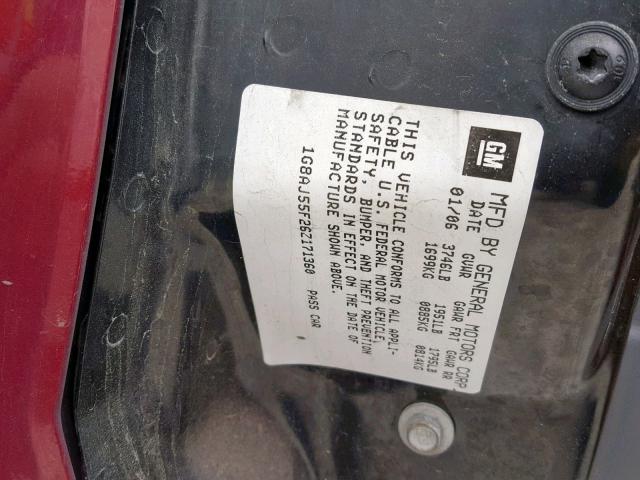 GM
MFD BY GENERAL MOTORS CORP
DATE GVWR GAWR FRT GAWR RR
01/06 3746LB 1951LB 1795LB
1699KG 0885KG 0814KG
THIS VEHICLE CONFORMS TO ALL APPLI-
CABLE U.S. FEDERAL MOTOR VEHICLE,
SAFETY, BUMPER, AND THEFT PREVENTION
STANDARDS IN EFFECT ON THE DATE OF
MANUFACTURE SHOWN ABOVE.
1G8AJ55F26Z171360 PASS CAR